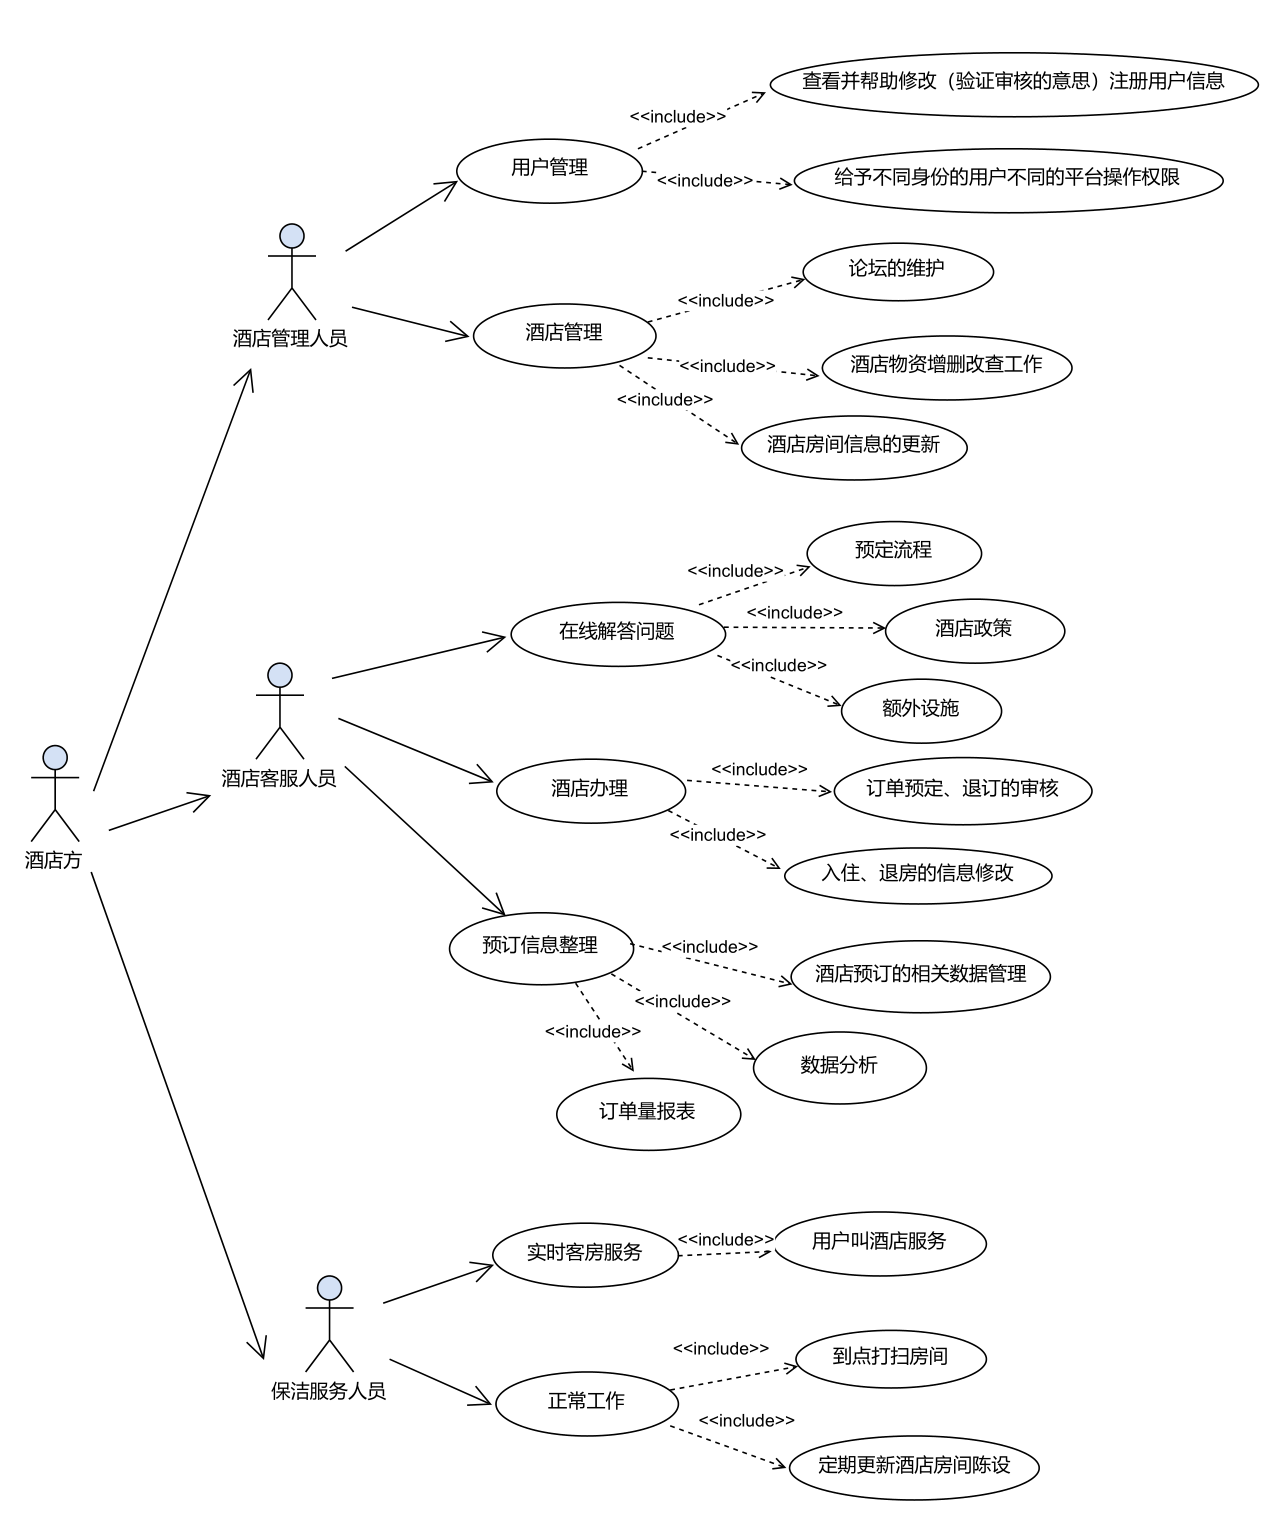 查看并帮助修改（验证审核的意思）注册用户信息
<<include>>
用户管理
<<include>>
给予不同身份的用户不同的平台操作权限
酒店管理人员
论坛的维护
<<include>>
酒店管理
<<include>>
酒店物资增删改查工作
<<include>>
酒店房间信息的更新
预定流程
<<include>>
<<include>>
在线解答问题
酒店政策
<<include>>
额外设施
酒店客服人员
<<include>>
酒店办理
订单预定、退订的审核
<<include>>
酒店方
入住、退房的信息修改
预订信息整理
<<include>>
酒店预订的相关数据管理
<<include>>
<<include>>
数据分析
订单量报表
实时客房服务
<<include>>
用户叫酒店服务
<<include>>
到点打扫房间
保洁服务人员
正常工作
<<include>>
定期更新酒店房间陈设